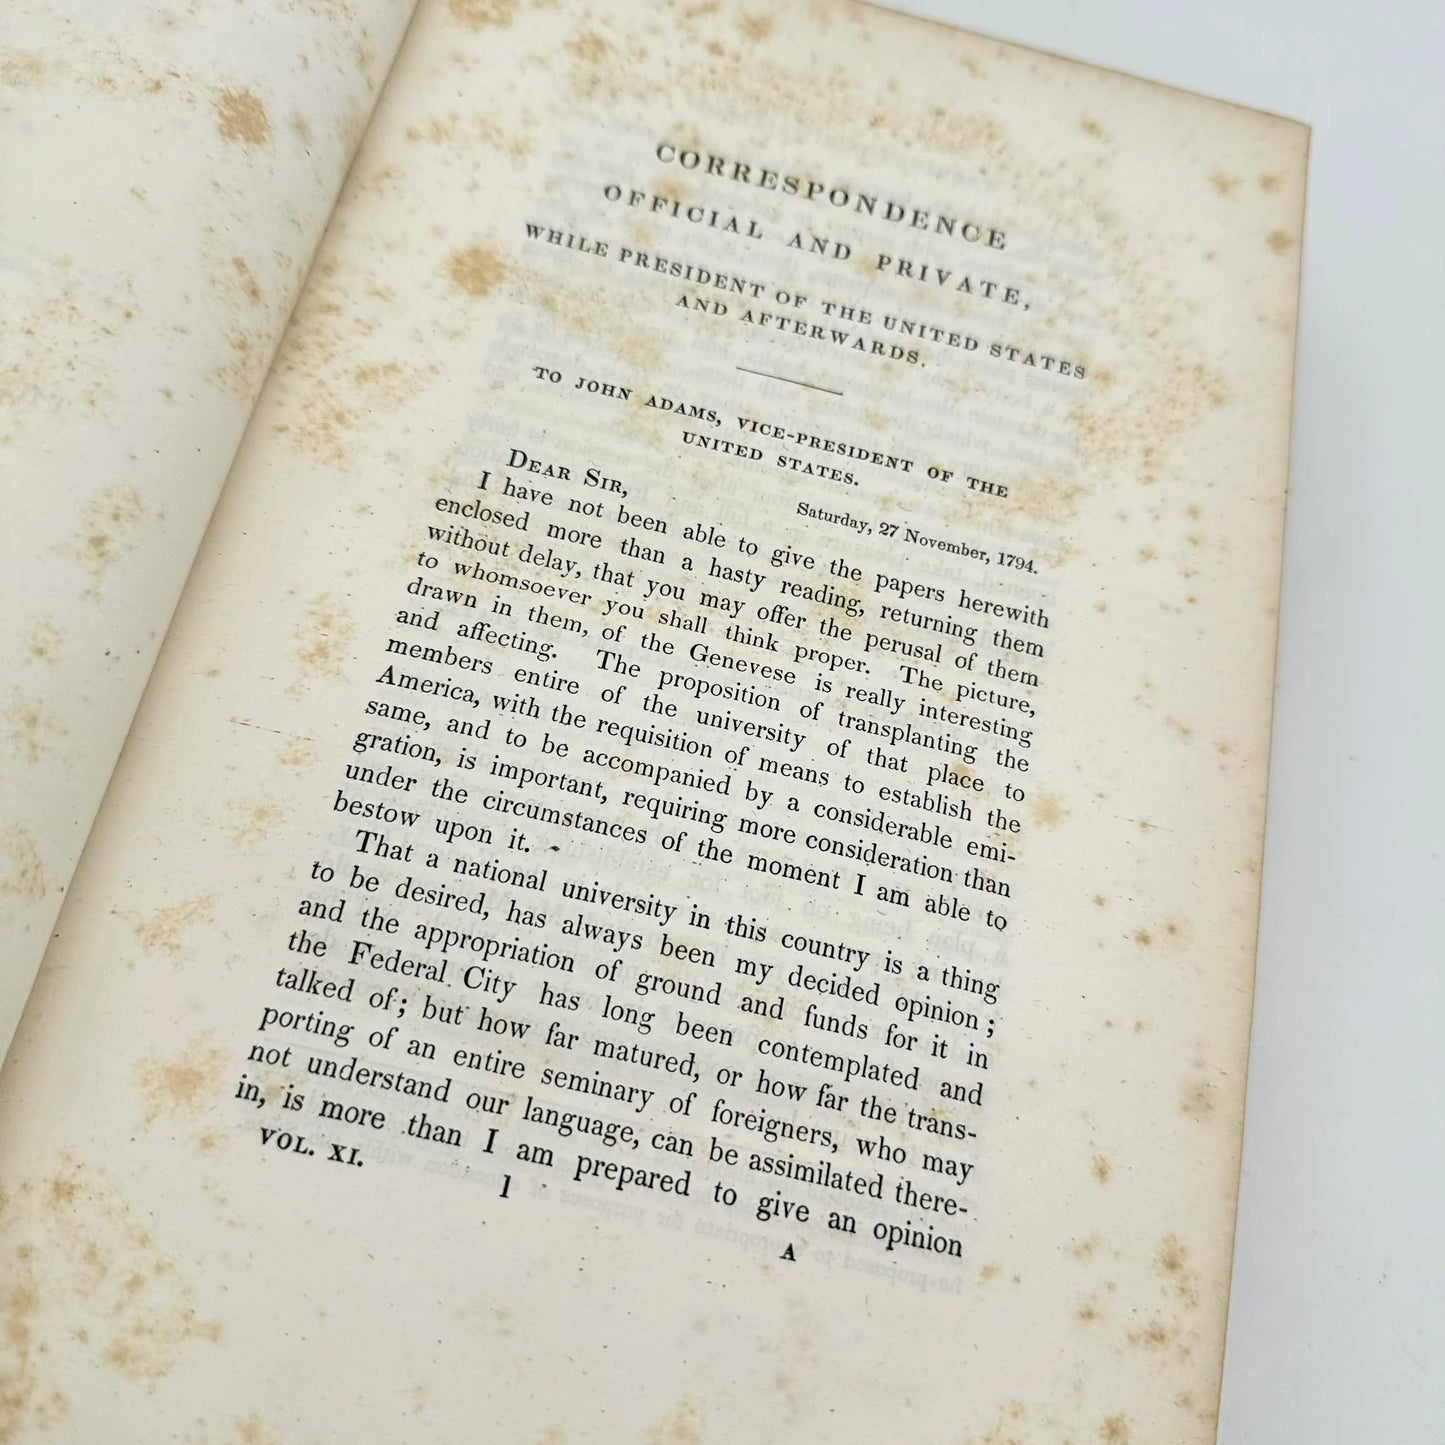 CORRESPONDENCE
OFFICIAL AND PRIVATE,
WHILE PRESIDENT OF THE UNITED STATES
AND AFTERWARDS.
TO JOHN ADAMS, VICE-PRESIDENT OF THE
UNITED STATES.
Saturday, 27 November, 1794.
DEAR SIR,
I have not been able to give the papers herewith
enclosed more than a hasty reading, returning them
without delay, that you may offer the perusal of them
to whomsoever you shall think proper. The picture,
drawn in them, of the Genevese is really interesting
and affecting. The proposition of transplanting the
members entire of the university of that place to
America, with the requisition of means to establish the
same, and to be accompanied by a considerable emi-
gration, is important, requiring more consideration than
under the circumstances of the moment I am able to
bestow upon it.
That a national university in this country is a thing
to be desired, has always been my decided opinion;
and the appropriation of ground and funds for it in
the Federal City has long been contemplated and
talked of; but how far matured, or how far the trans-
porting of an entire seminary of foreigners, who may
not understand our language, can be assimilated there-
in, is more than I am prepared to give an opinion
VOL. XI. 1 A